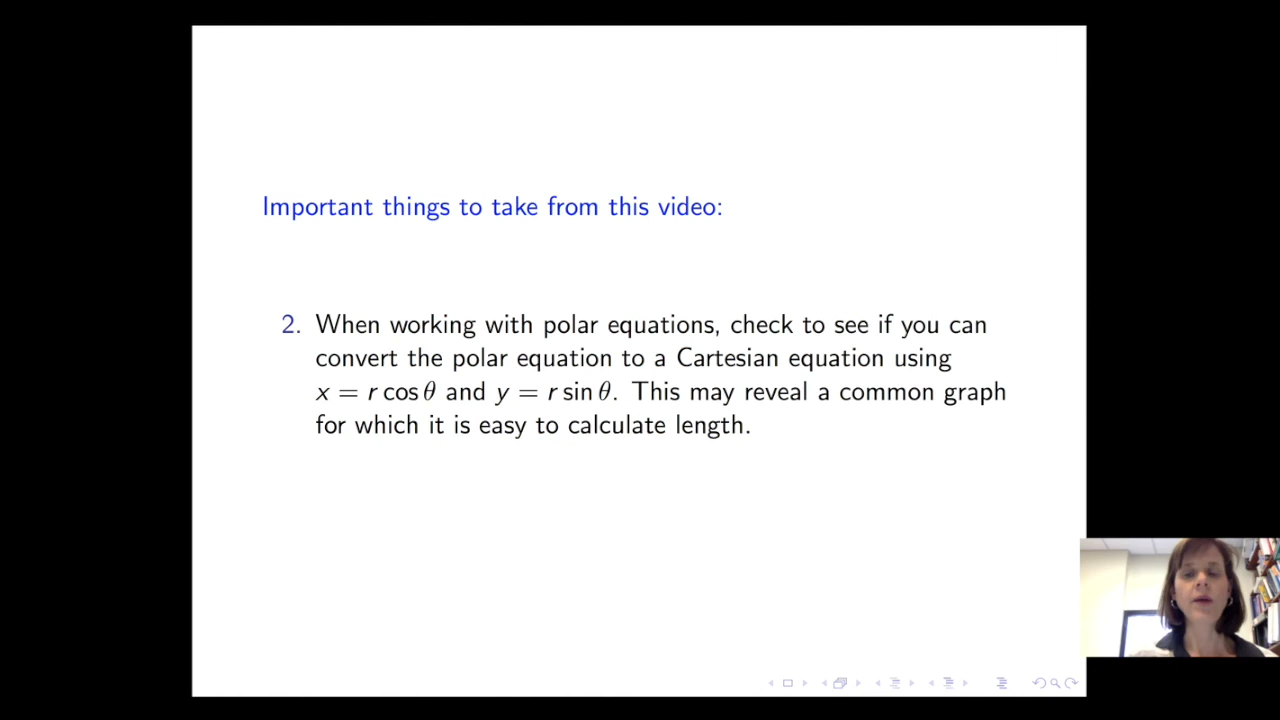 Important things to take from this video:
2. When working with polar equations, check to see if you can
convert the polar equation to a Cartesian equation using
x = r cos θ and y = r sin θ. This may reveal a common graph
for which it is easy to calculate length.